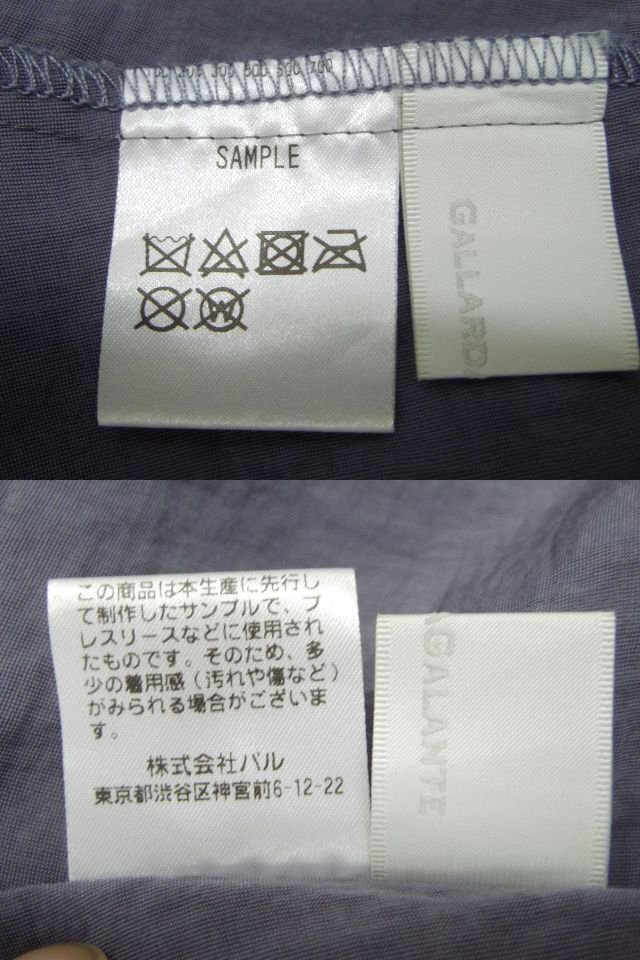 SAMPLE
GALLARDA
この商品は本生産に先行し
て制作したサンプルで、プ
レスリースなどに使用され
たものです。そのため、多
少の着用感(汚れや傷など)
がみられる場合がございま
す。
株式会社パル
東京都渋谷区神宮前6-12-22
AGALANTE